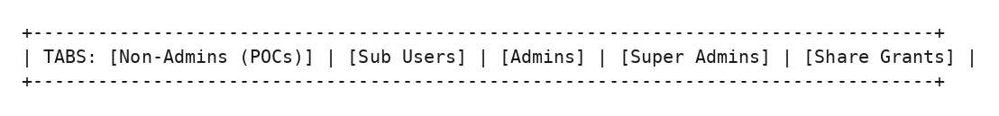 +-----------------------------------------------------------------------------------+
| TABS: [Non-Admins (POCs)] | [Sub Users] | [Admins] | [Super Admins] | [Share Grants] |
+-----------------------------------------------------------------------------------+